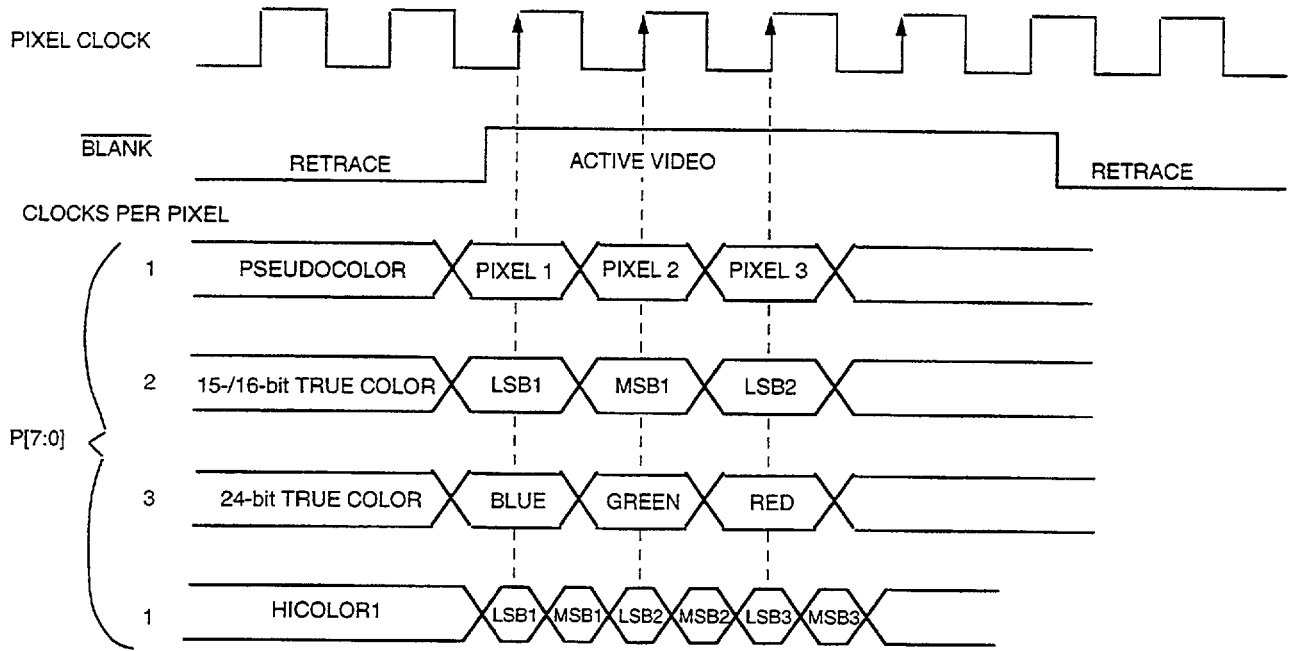 PIXEL CLOCK
BLANK
RETRACE
ACTIVE VIDEO
RETRACE
CLOCKS PER PIXEL
P[7:0]
1 PSEUDOCOLOR PIXEL 1 PIXEL 2 PIXEL 3
2 15-/16-bit TRUE COLOR LSB1 MSB1 LSB2
3 24-bit TRUE COLOR BLUE GREEN RED
1 HICOLOR1 LSB1 MSB1 LSB2 MSB2 LSB3 MSB3